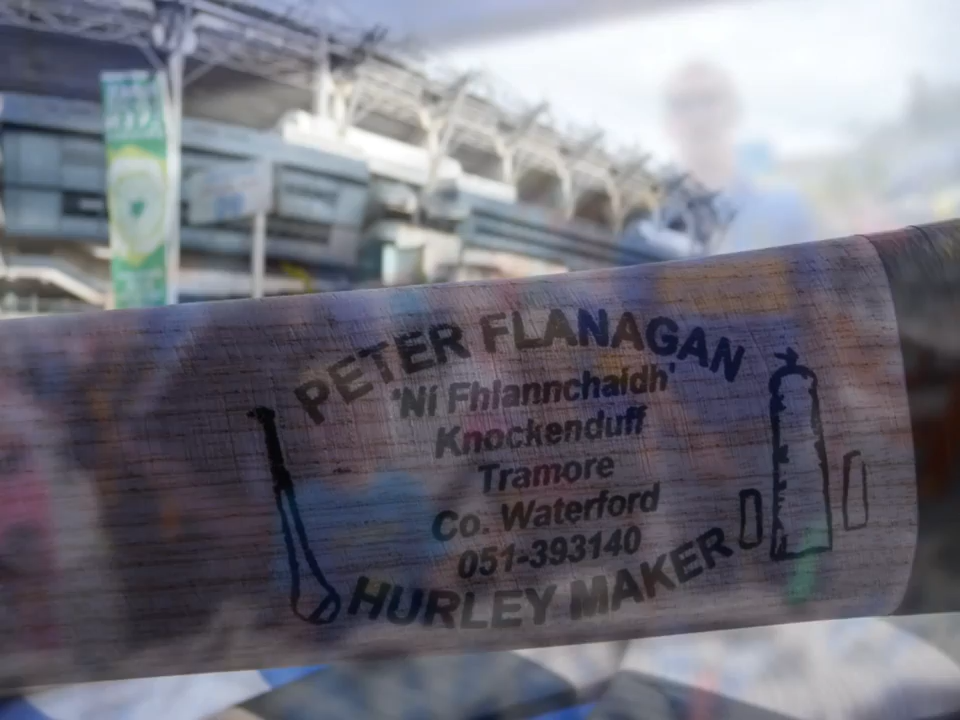 PETER FLANAGAN
'Ní Fhlannchaidh'
Knockenduff
Tramore
Co. Waterford
051-393140
HURLEY MAKER